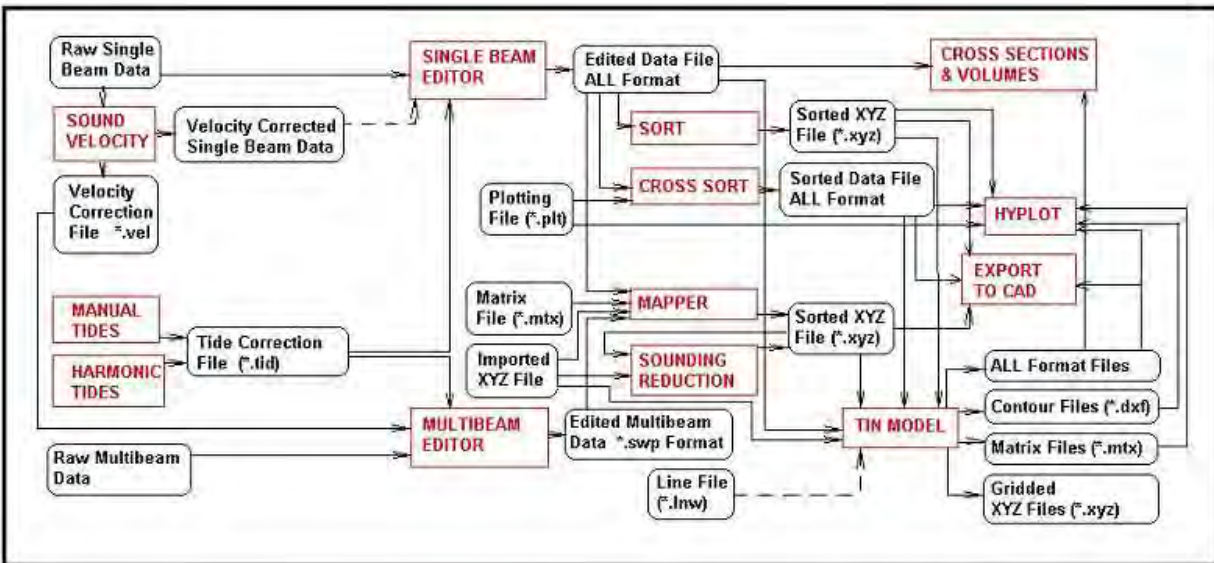 Raw Single
Beam Data
SINGLE BEAM
EDITOR
Edited Data File
ALL Format
CROSS SECTIONS
& VOLUMES
SOUND
VELOCITY
Velocity Corrected
Single Beam Data
SORT
Sorted XYZ
File (*.xyz)
Velocity
Correction
File *.vel
CROSS SORT
Sorted Data File
ALL Format
Plotting
File (*.plt)
HYPLOT
EXPORT
TO CAD
MANUAL
TIDES
Matrix
File (*.mtx)
MAPPER
Sorted XYZ
File (*.xyz)
Tide Correction
File (*.tid)
HARMONIC
TIDES
Imported
XYZ File
SOUNDING
REDUCTION
ALL Format Files
MULTIBEAM
EDITOR
Edited Multibeam
Data *.swp Format
TIN MODEL
Contour Files (*.dxf)
Matrix Files (*.mtx)
Raw Multibeam
Data
Line File
(*.lnw)
Gridded
XYZ Files (*.xyz)